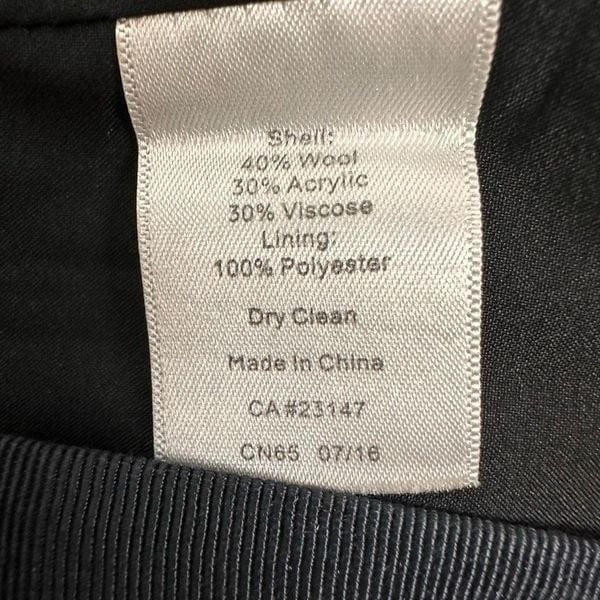 Shell:
40% Wool
30% Acrylic
30% Viscose
Lining:
100% Polyester
Dry Clean
Made In China
CA#23147
CN65 07/16